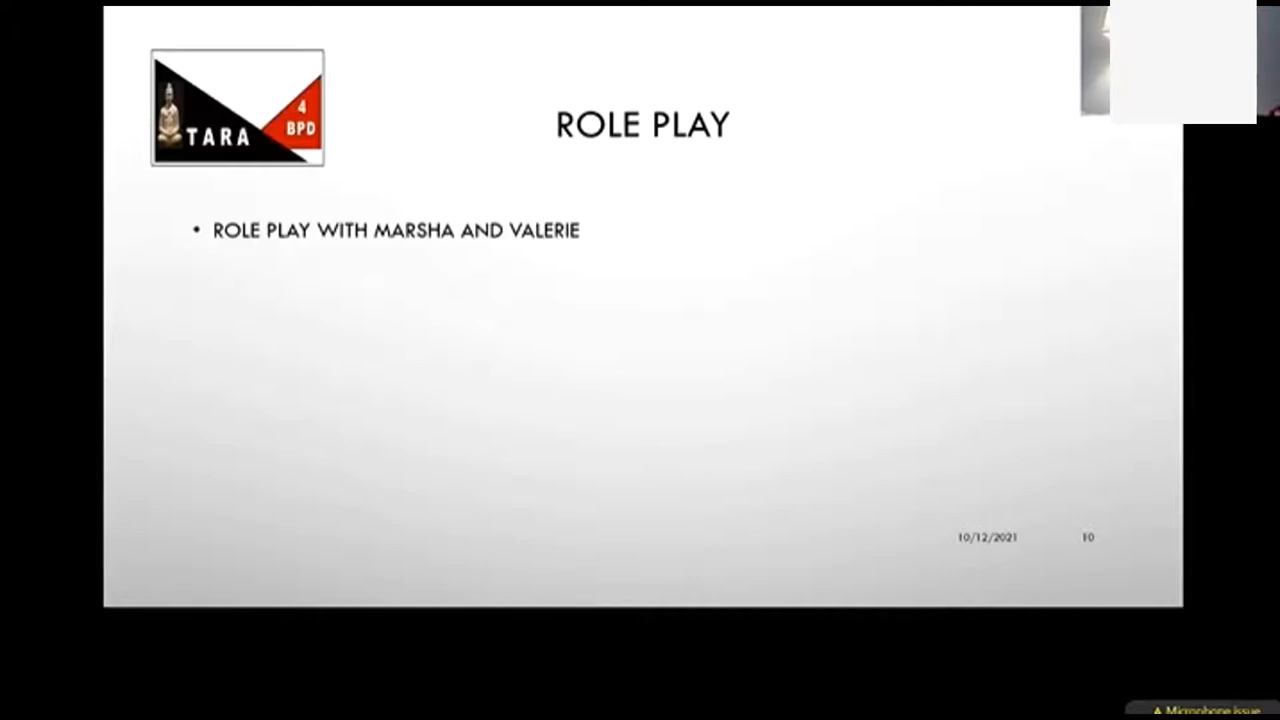 4
BPD
TARA
ROLE PLAY
• ROLE PLAY WITH MARSHA AND VALERIE
10/12/2021
10
Microphone issue